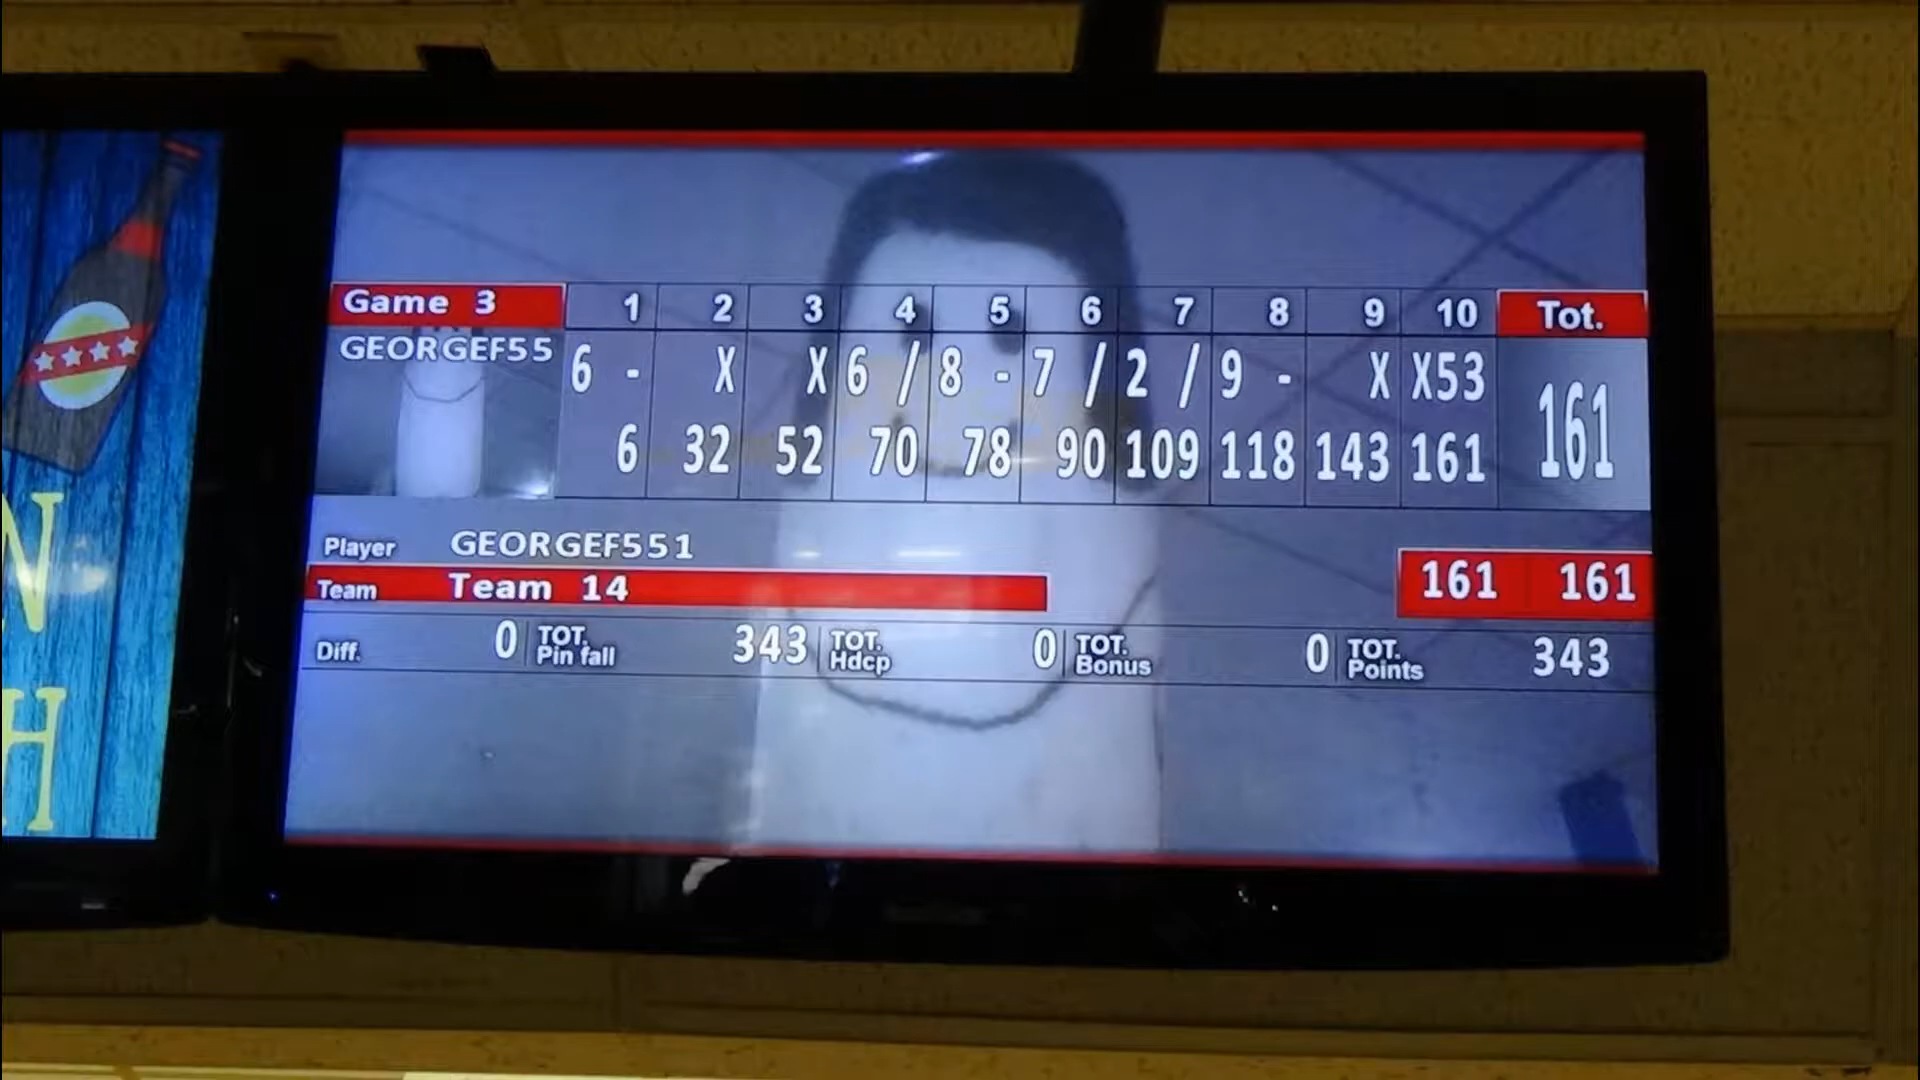 Game 3 1 2 3 4 5 6 7 8 9 10 Tot.
GEORGEF55 6 - X X 6 / 8 - 7 / 2 / 9 - X X53
6 32 52 70 78 90 109 118 143 161 161
Player GEORGEF551
Team Team 14 161 161
Diff. 0 TOT. Pin fall 343 TOT. Hdcp 0 TOT. Bonus 0 TOT. Points 343
N
H